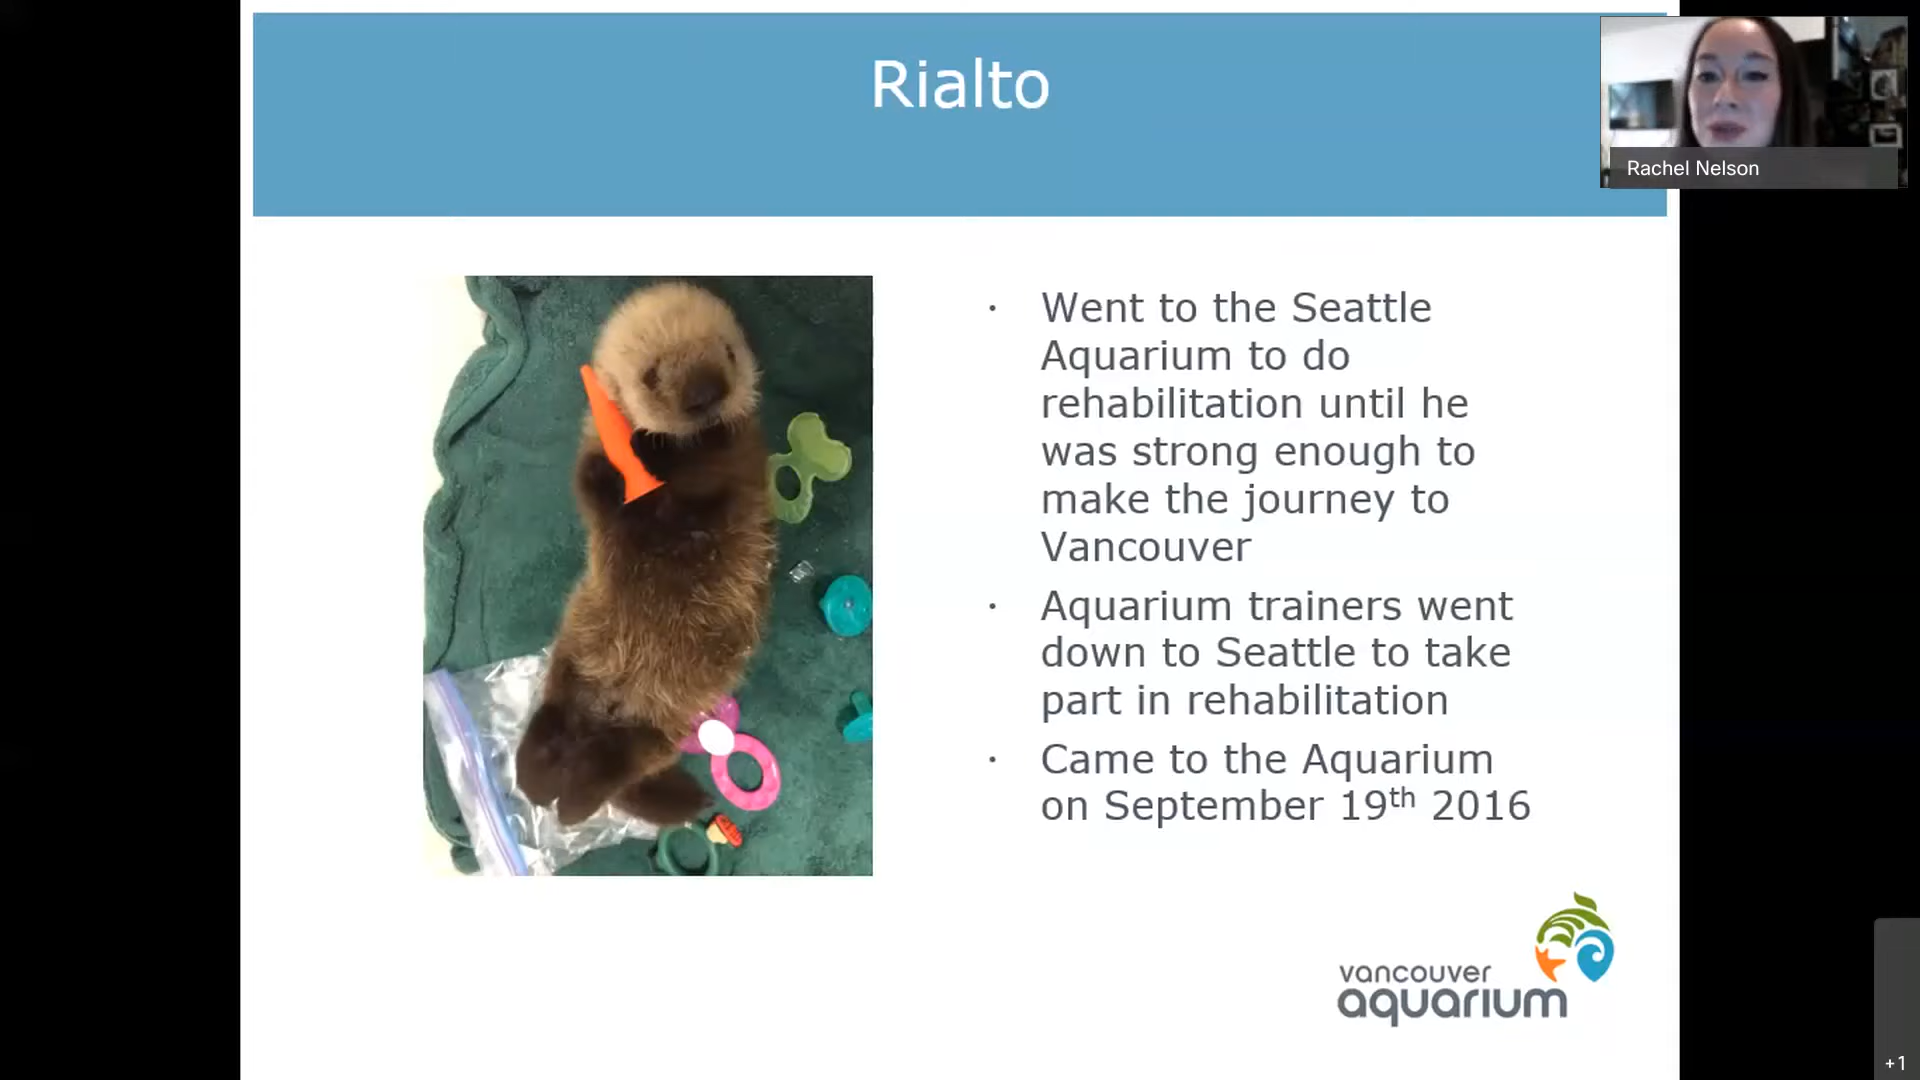 Rialto
Rachel Nelson
· Went to the Seattle
Aquarium to do
rehabilitation until he
was strong enough to
make the journey to
Vancouver
· Aquarium trainers went
down to Seattle to take
part in rehabilitation
· Came to the Aquarium
on September 19th 2016
vancouver
aquarium
+1